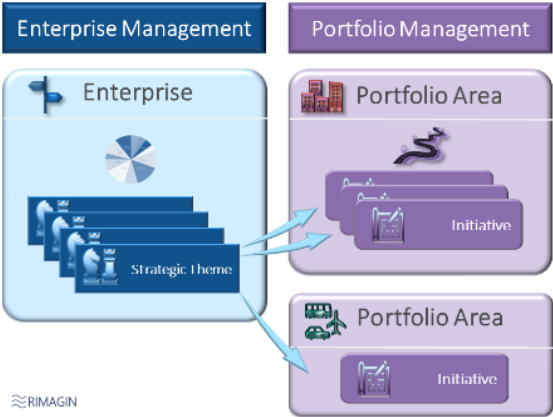 Enterprise Management
Portfolio Management
Enterprise
Strategic Theme
Portfolio Area
Initiative
Portfolio Area
Initiative
RIMAGIN